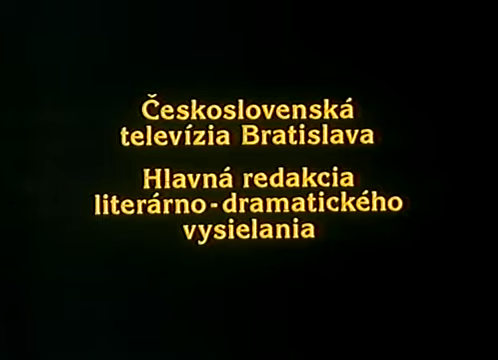 Československá
televízia Bratislava
Hlavná redakcia
literárno-dramatického
vysielania